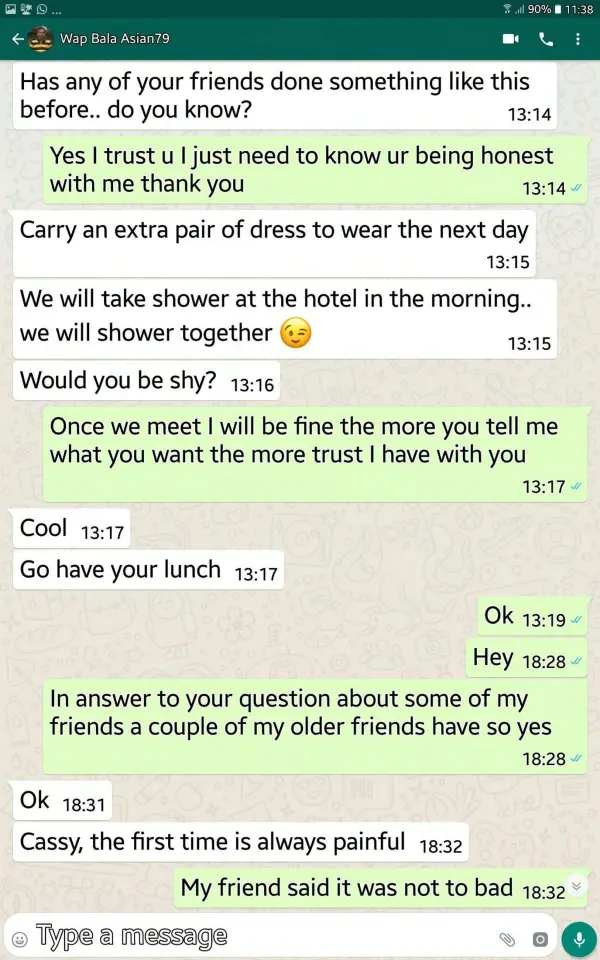 ... 90% 11:38
Wap Bala Asian79
Has any of your friends done something like this
before.. do you know?
13:14
Yes I trust u I just need to know ur being honest
with me thank you
13:14
Carry an extra pair of dress to wear the next day
13:15
We will take shower at the hotel in the morning..
we will shower together 😉
13:15
Would you be shy? 13:16
Once we meet I will be fine the more you tell me
what you want the more trust I have with you
13:17
Cool 13:17
Go have your lunch 13:17
Ok 13:19
Hey 18:28
In answer to your question about some of my
friends a couple of my older friends have so yes
18:28
Ok 18:31
Cassy, the first time is always painful 18:32
My friend said it was not to bad 18:32
Type a message